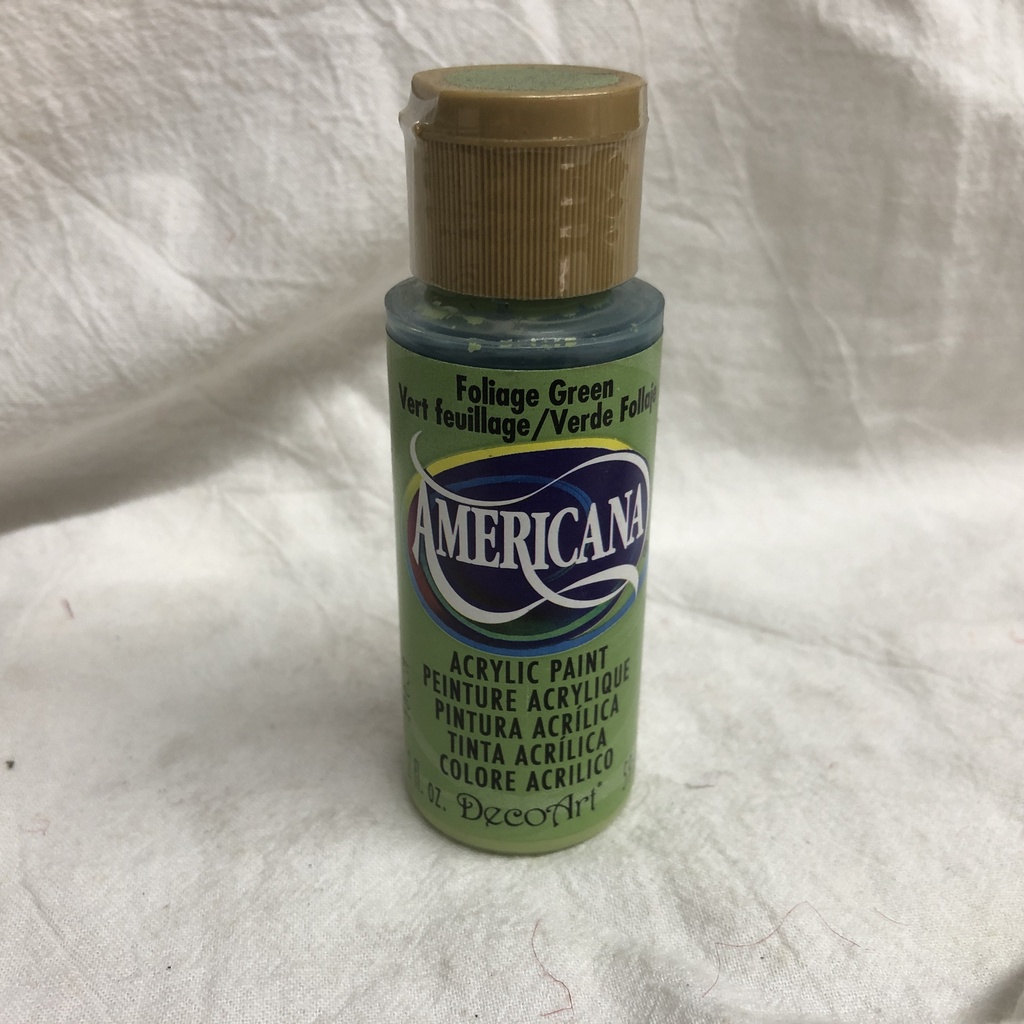 Foliage Green
Vert feuillage/Verde Follaje
AMERICANA
ACRYLIC PAINT
PEINTURE ACRYLIQUE
PINTURA ACRÍLICA
TINTA ACRÍLICA
COLORE ACRILICO
FL. OZ.
DecoArt